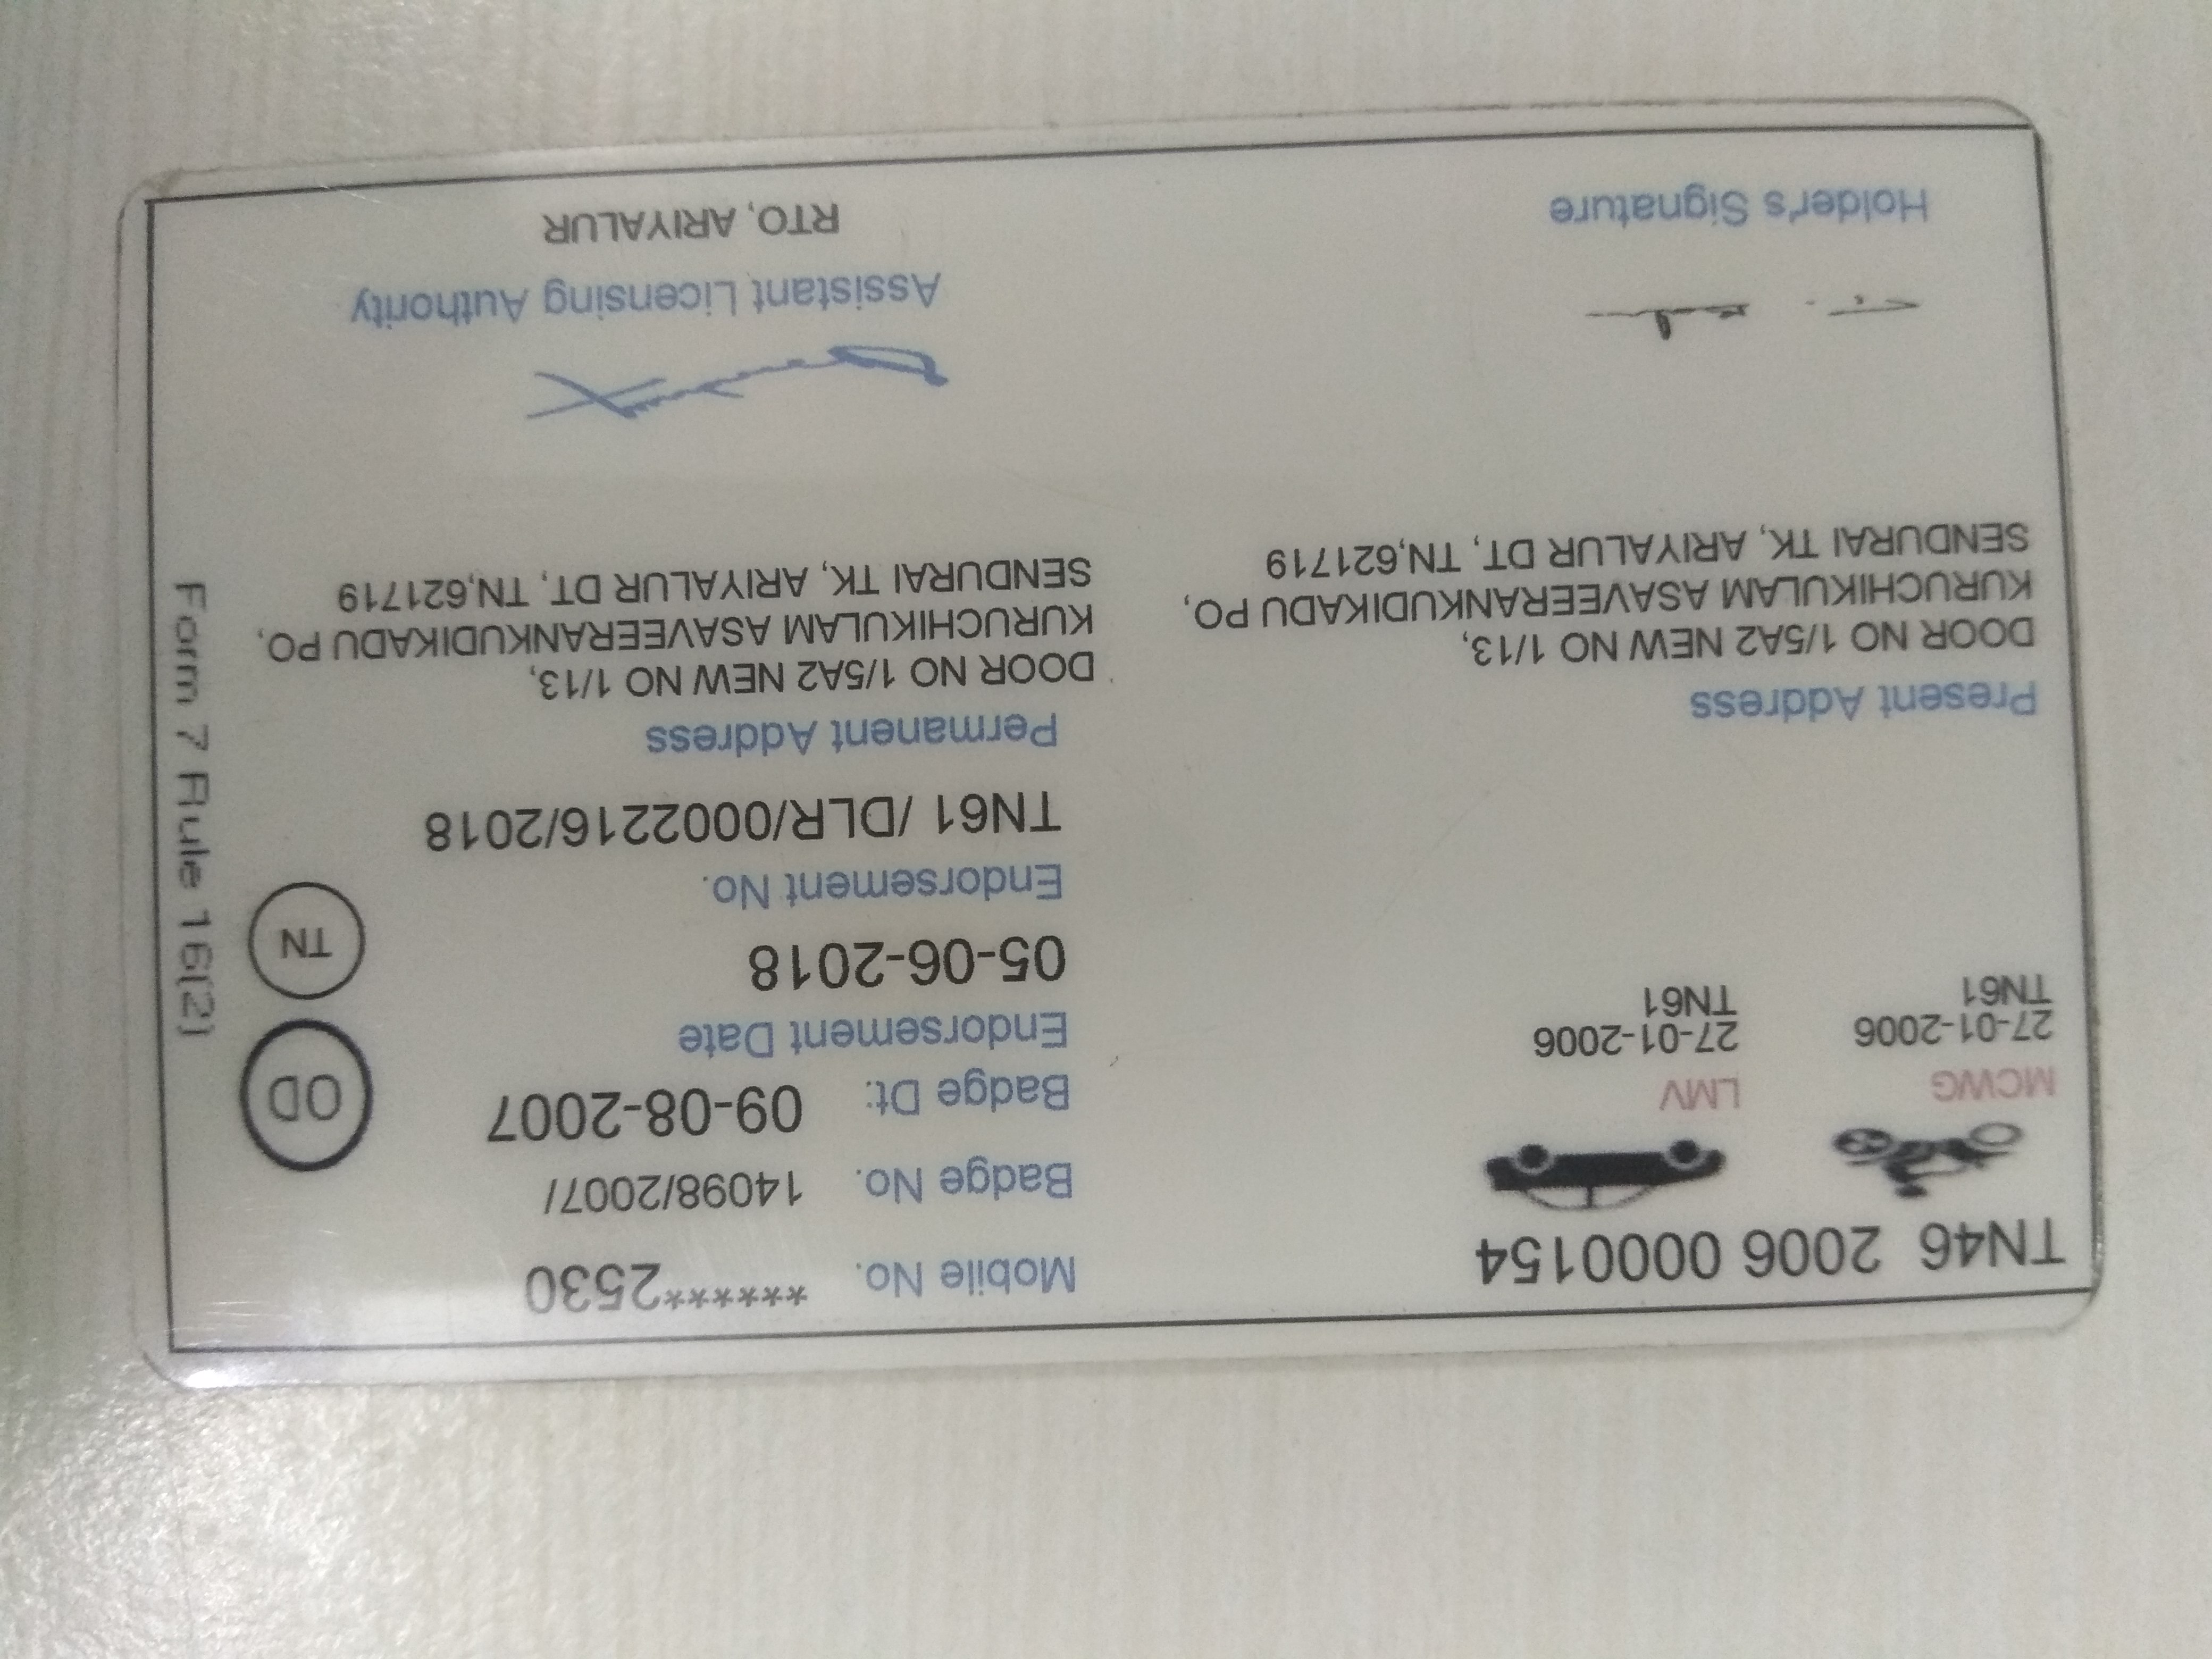 TN46 2006 0000154
MCWG
27-01-2006
TN61
LMV
27-01-2006
TN61
Present Address
DOOR NO 1/5A2 NEW NO 1/13,
KURUCHIKULAM ASAVEERANKUDIKADU PO,
SENDURAI TK, ARIYALUR DT, TN,621719
Holder's Signature
Mobile No. ******2530
Badge No. 14098/2007/
Badge Dt: 09-08-2007
Endorsement Date
05-06-2018
Endorsement No.
TN61 /DLR/0002216/2018
Permanent Address
DOOR NO 1/5A2 NEW NO 1/13,
KURUCHIKULAM ASAVEERANKUDIKADU PO,
SENDURAI TK, ARIYALUR DT, TN,621719
Assistant Licensing Authority
RTO, ARIYALUR
OD
TN
Form 7 Rule 16(2)